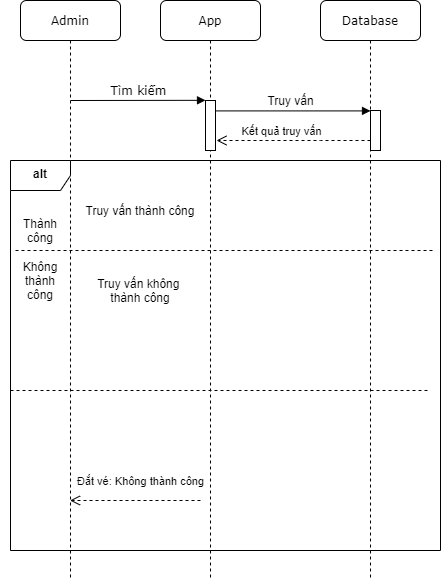 Admin
App
Database
Tìm kiếm
Truy vấn
Kết quả truy vấn
alt
Truy vấn thành công
Thành
công
Không
thành
công
Truy vấn không
thành công
Đặt vé: Không thành công